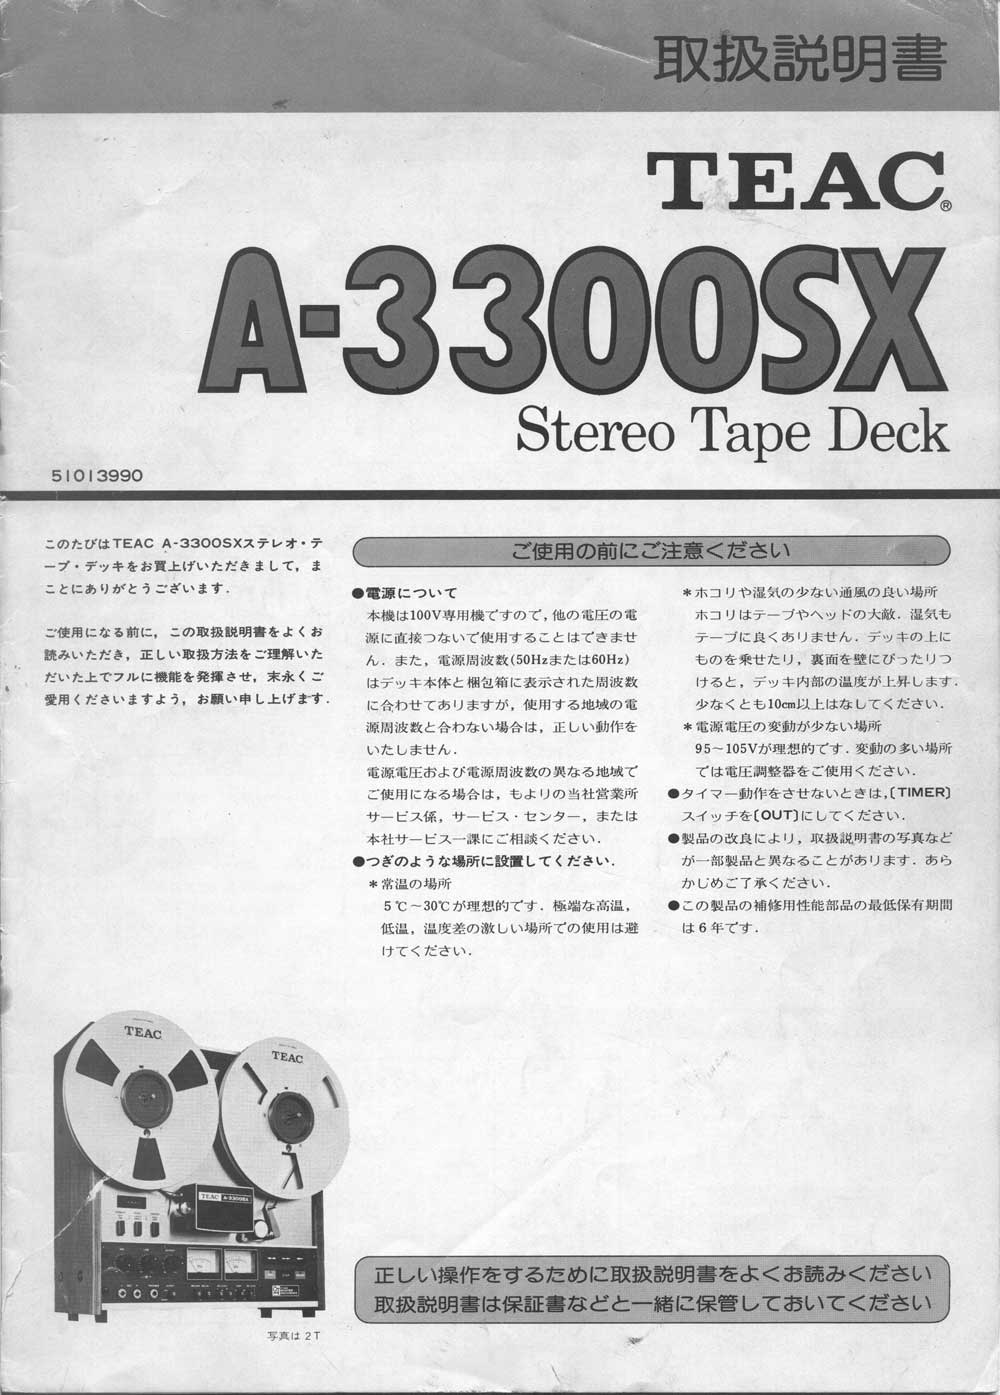 取扱説明書
TEAC®
A-3300SX
Stereo Tape Deck
51013990
このたびはTEAC A-3300SXステレオ・テ
ープ・デッキをお買上げいただきまして，ま
ことにありがとうございます．
ご使用になる前に，この取扱説明書をよくお
読みいただき，正しい取扱方法をご理解いた
だいた上でフルに機能を発揮させ，末永くご
愛用くださいますよう，お願い申し上げます．
ご使用の前にご注意ください
●電源について
本機は100V専用機ですので，他の電圧の電
源に直接つないで使用することはできませ
ん．また，電源周波数(50Hzまたは60Hz)
はデッキ本体と梱包箱に表示された周波数
に合わせてありますが，使用する地域の電
源周波数と合わない場合は，正しい動作を
いたしません．
電源電圧および電源周波数の異なる地域で
ご使用になる場合は，もよりの当社営業所
サービス係，サービス・センター，または
本社サービス一課にご相談ください．
●つぎのような場所に設置してください．
＊常温の場所
5℃～30℃が理想的です．極端な高温，
低温，温度差の激しい場所での使用は避
けてください．
＊ホコリや湿気の少ない通風の良い場所
ホコリはテープやヘッドの大敵．湿気も
テープに良くありません．デッキの上に
ものを乗せたり，裏面を壁にぴったりつ
けると，デッキ内部の温度が上昇します．
少なくとも10cm以上はなしてください．
＊電源電圧の変動が少ない場所
95～105Vが理想的です．変動の多い場所
では電圧調整器をご使用ください．
●タイマー動作をさせないときは，〔TIMER〕
スイッチを〔OUT〕にしてください．
●製品の改良により，取扱説明書の写真など
が一部製品と異なることがあります．あら
かじめご了承ください．
●この製品の補修用性能部品の最低保有期間
は6年です．
TEAC
TEAC
TEAC A-3300SX
写真は2T
正しい操作をするために取扱説明書をよくお読みください
取扱説明書は保証書などと一緒に保管しておいてください